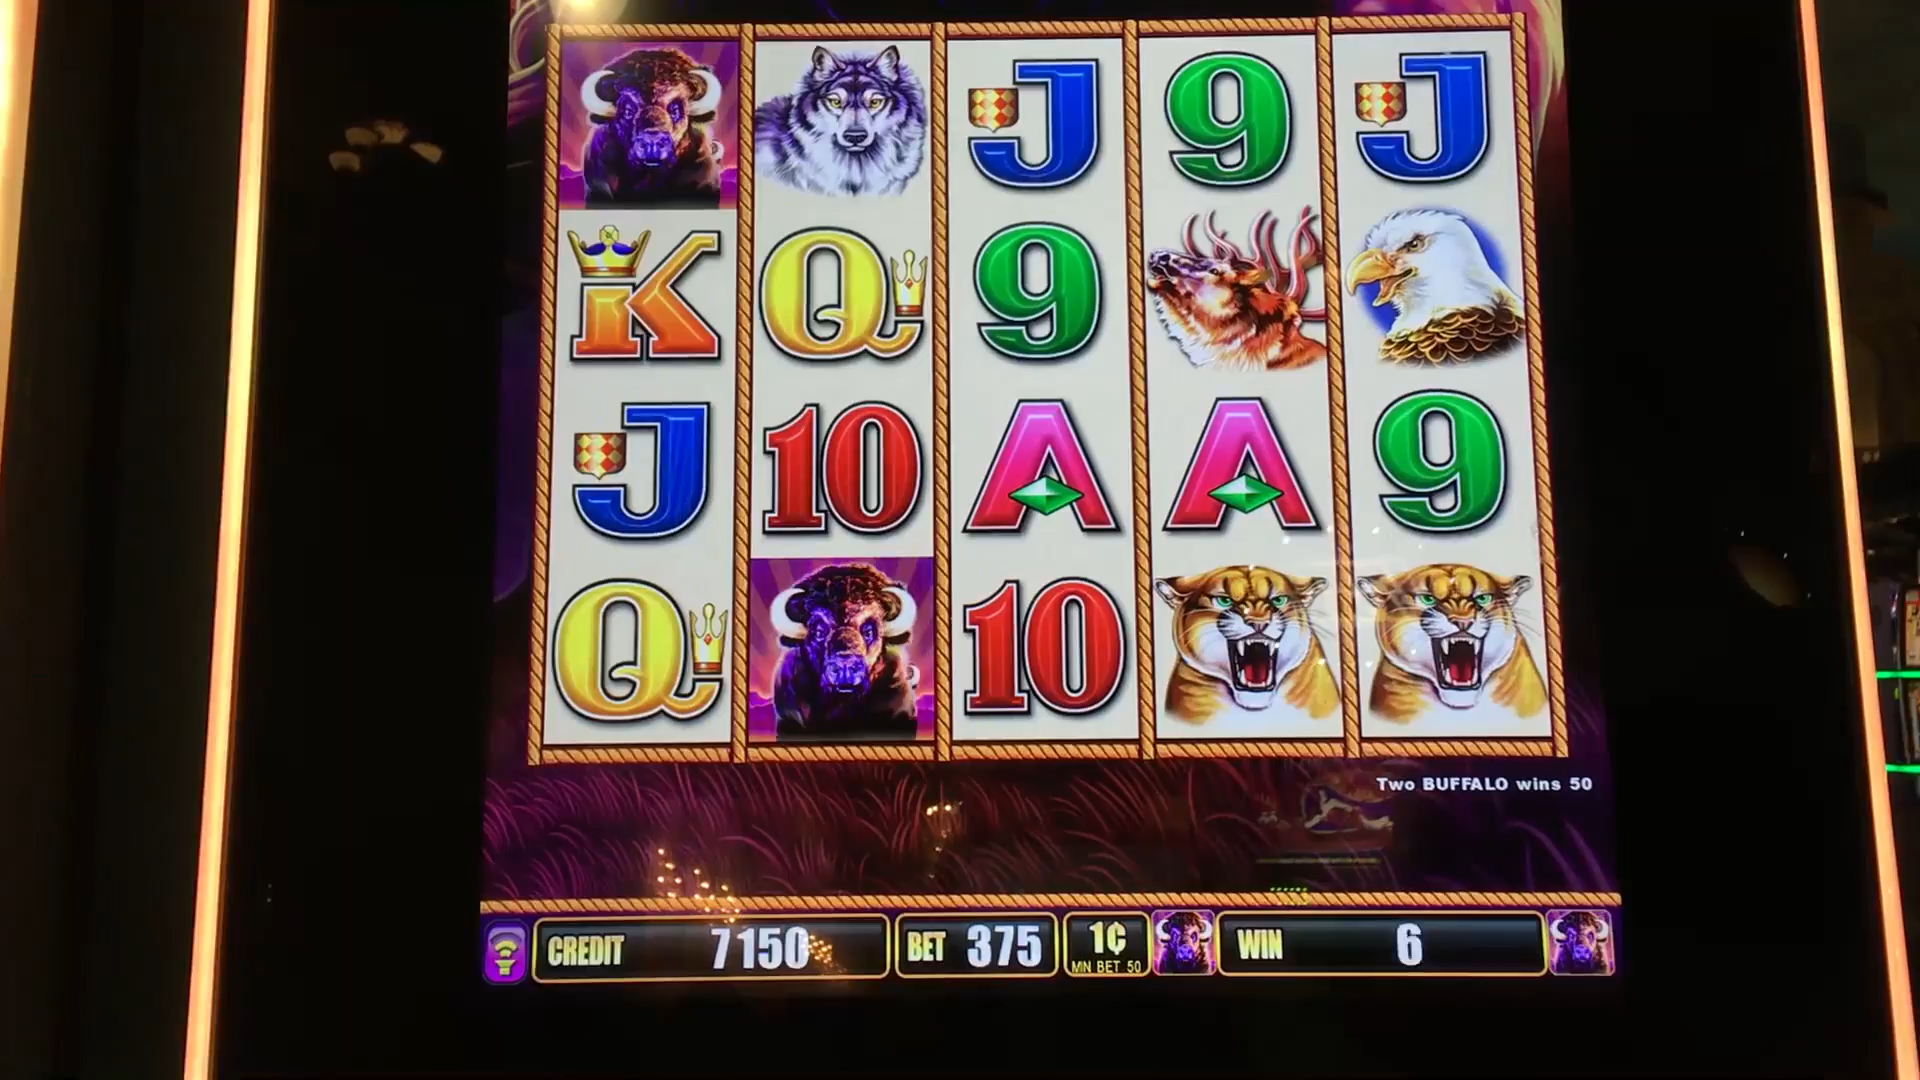 J 9 J
K Q 9
J 10 A A 9
Q 10
Two BUFFALO wins 50
CREDIT 7150 BET 375 1¢ WIN 6
MIN BET 50